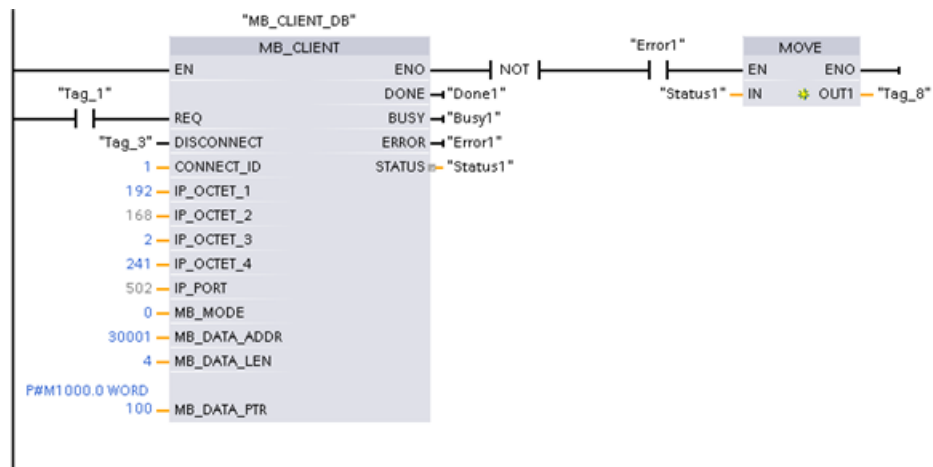 "MB_CLIENT_DB"
MB_CLIENT "Error1" MOVE
EN ENO NOT EN ENO
"Tag_1" DONE "Done1" "Status1" IN OUT1 "Tag_8"
REQ BUSY "Busy1"
"Tag_3" DISCONNECT ERROR "Error1"
1 CONNECT_ID STATUS "Status1"
192 IP_OCTET_1
168 IP_OCTET_2
2 IP_OCTET_3
241 IP_OCTET_4
502 IP_PORT
0 MB_MODE
30001 MB_DATA_ADDR
4 MB_DATA_LEN
P#M1000.0 WORD
100 MB_DATA_PTR